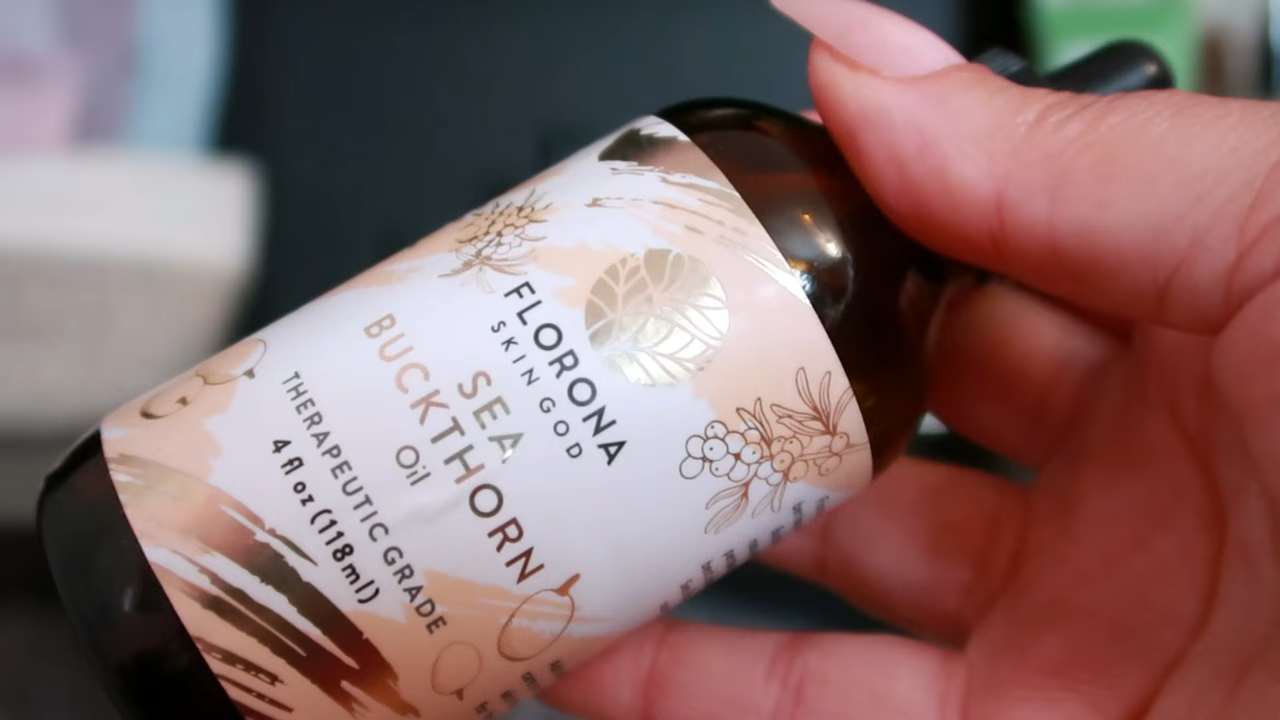 FLORONA
SKIN GOD
SEA
BUCKTHORN
Oil
THERAPEUTIC GRADE
4 fl oz (118ml)